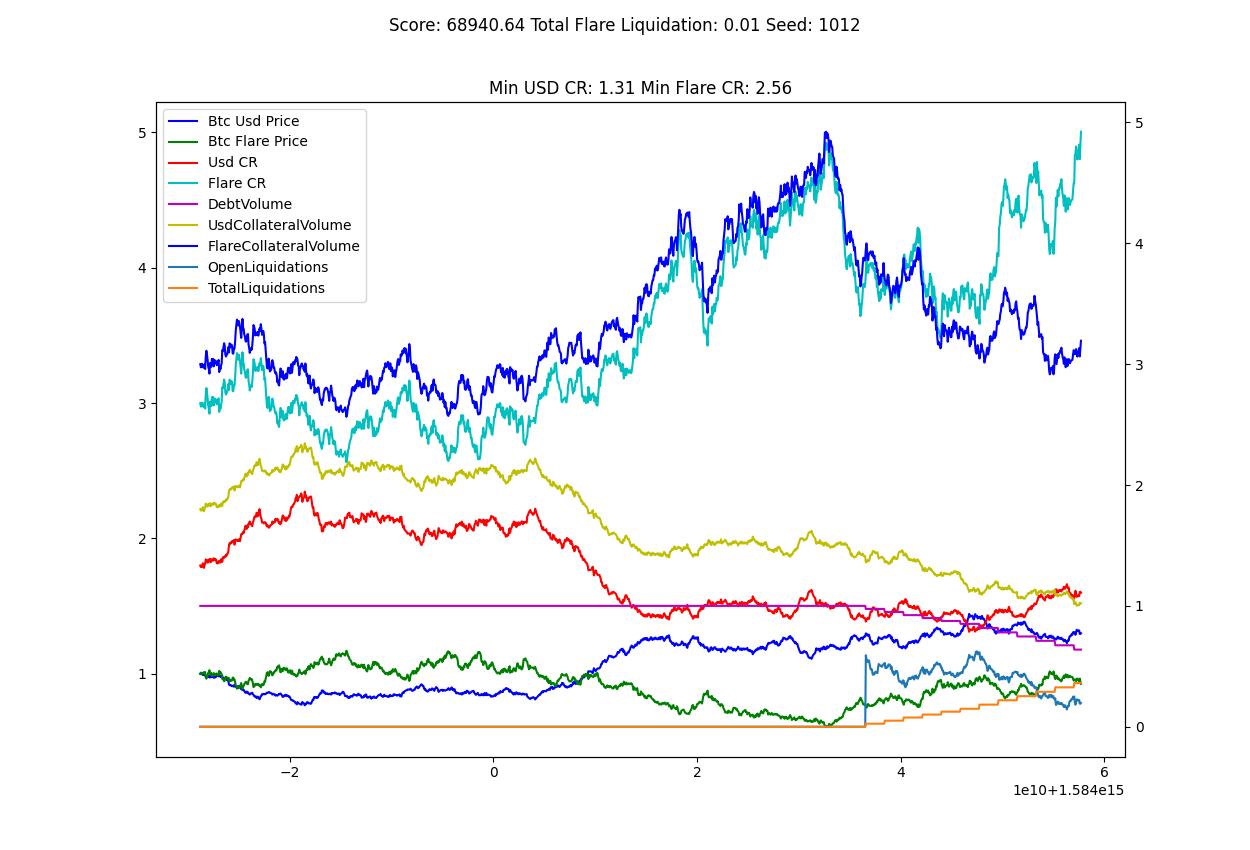 Score: 68940.64 Total Flare Liquidation: 0.01 Seed: 1012
Min USD CR: 1.31 Min Flare CR: 2.56
Btc Usd Price
Btc Flare Price
Usd CR
Flare CR
DebtVolume
UsdCollateralVolume
FlareCollateralVolume
OpenLiquidations
TotalLiquidations
5
4
3
2
1
5
4
3
2
1
0
−2 0 2 4 6
1e10+1.584e15